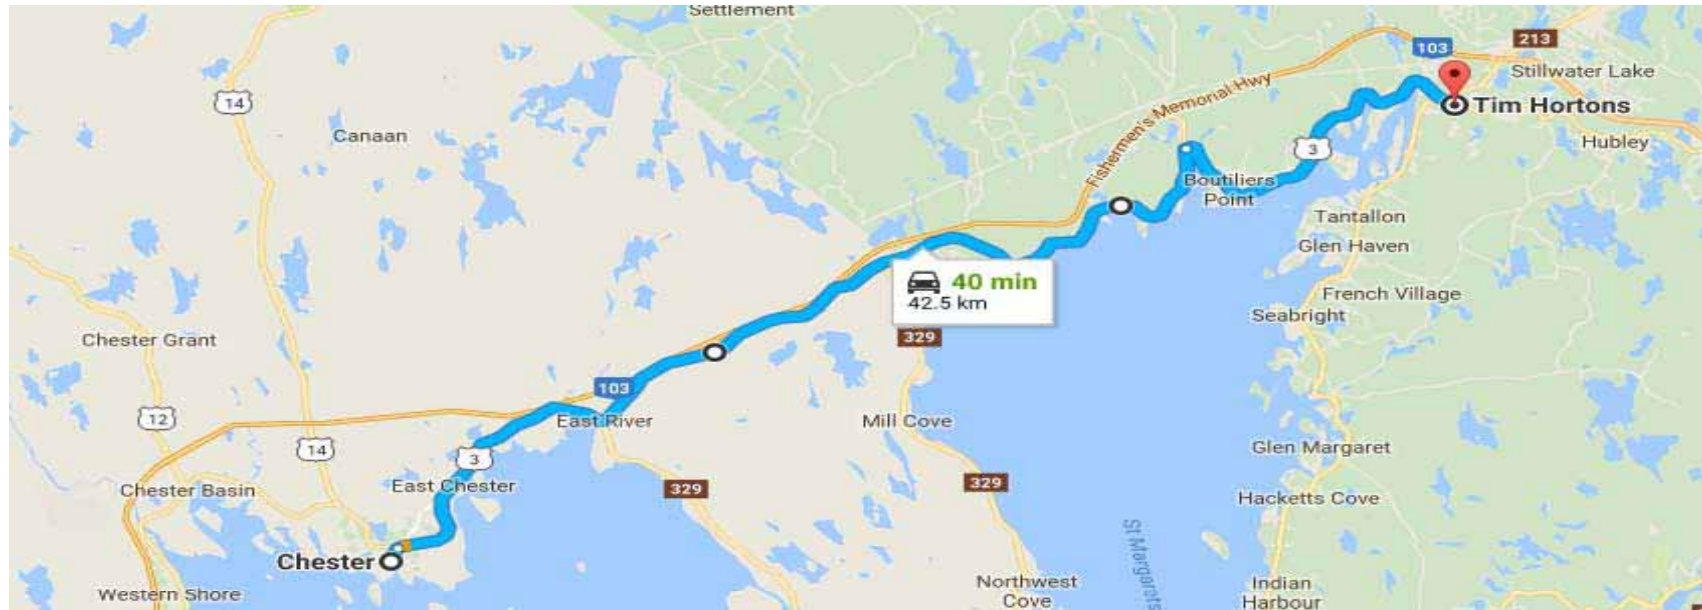 Settlement
103
213
Stillwater Lake
Fishermen's Memorial Hwy
14
Tim Hortons
Canaan
Hubley
3
Boutiliers
Point
Tantallon
Glen Haven
40 min
42.5 km
French Village
Seabright
Chester Grant
329
103
12
East River
Mill Cove
14
3
Glen Margaret
Chester Basin
East Chester
329
329
Hacketts Cove
St Margarets
Chester
Western Shore
Northwest
Cove
Indian
Harbour